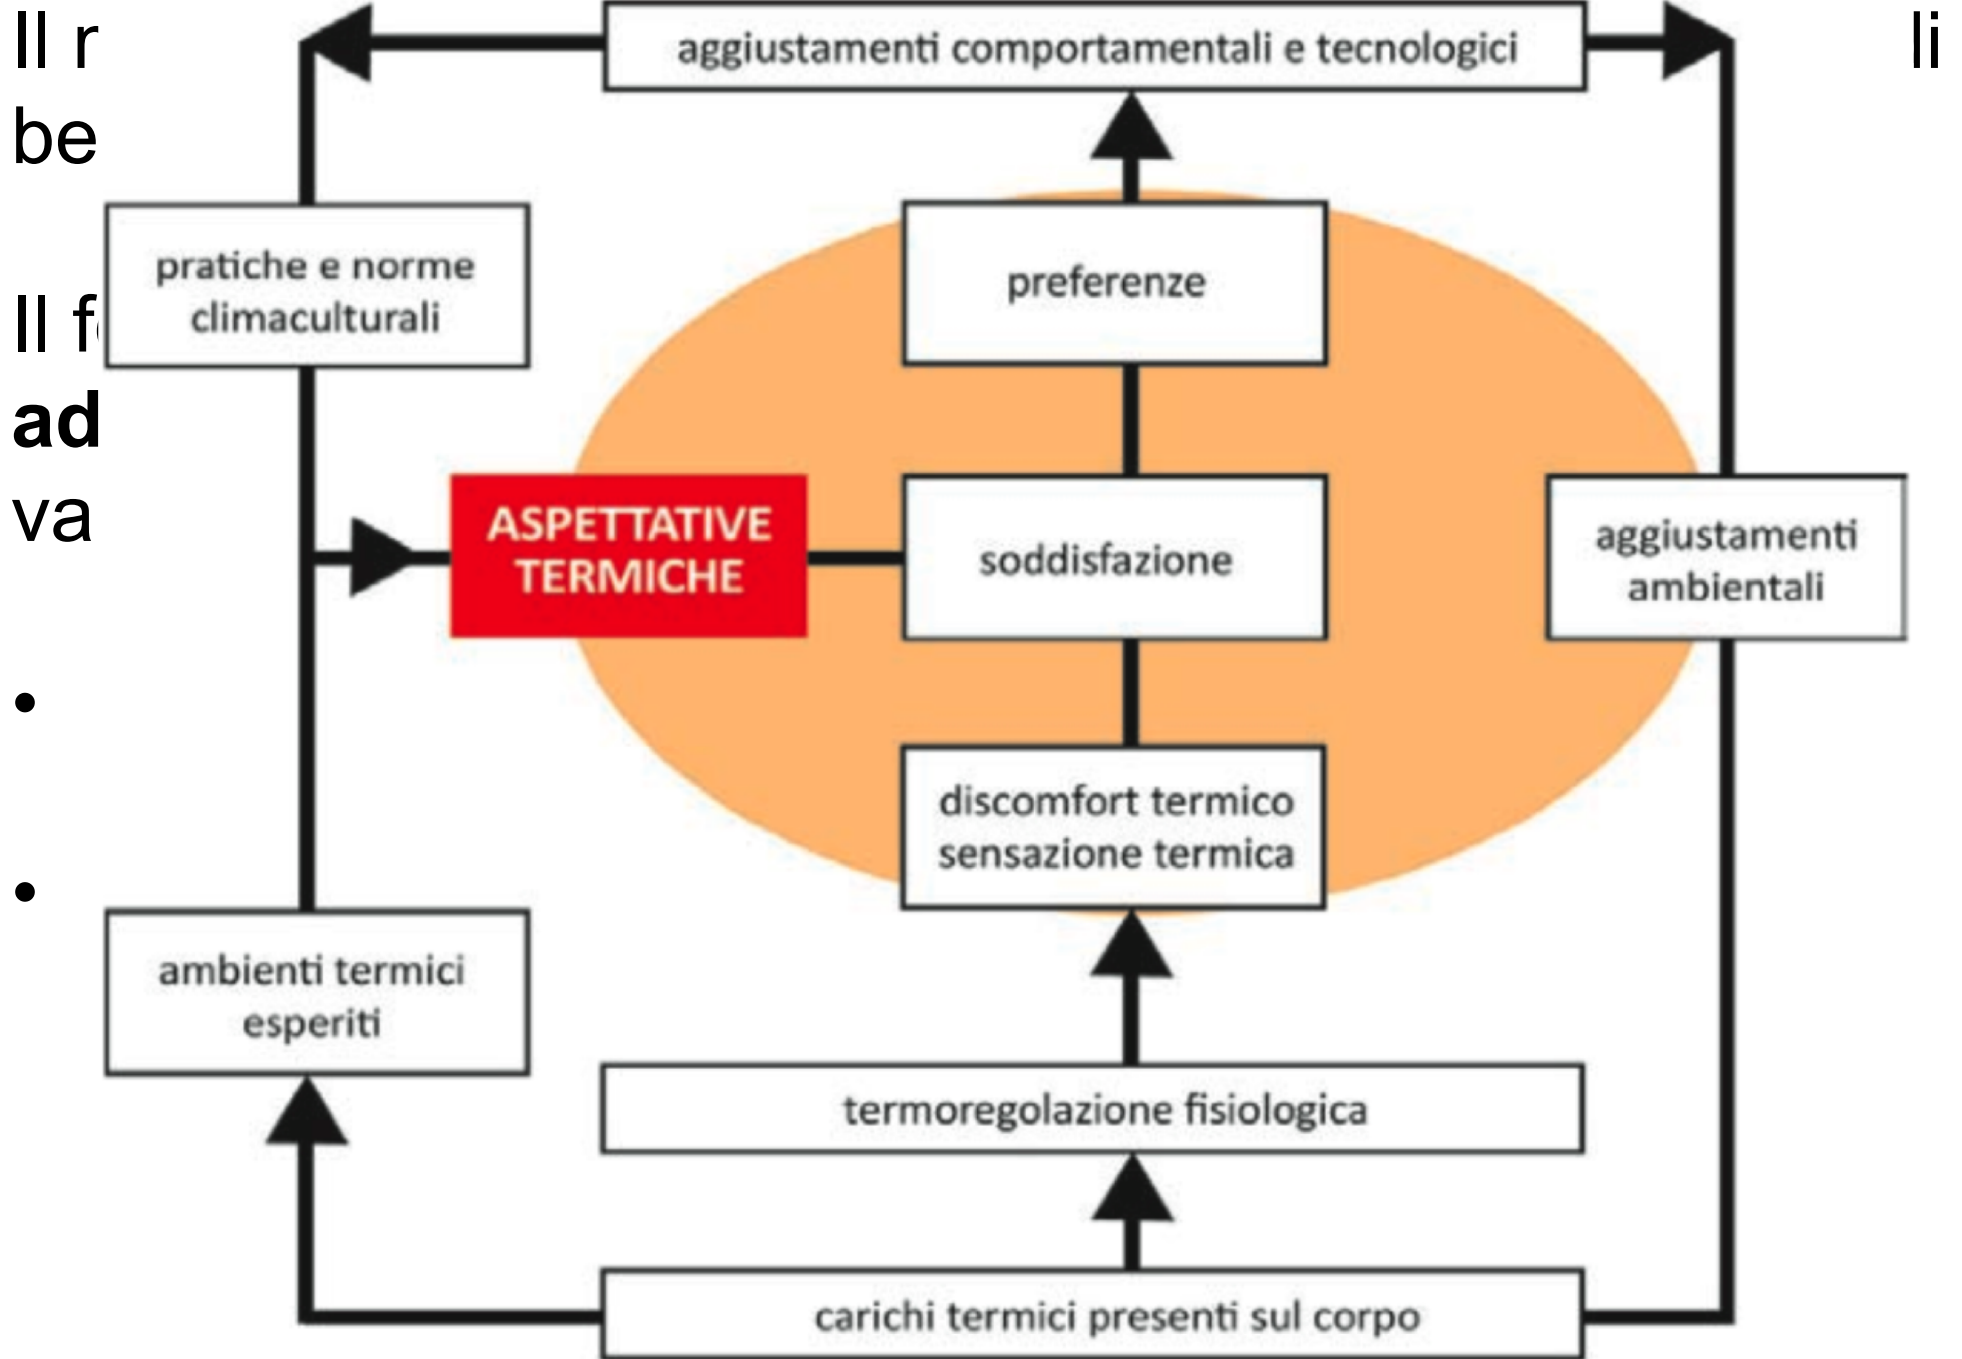 Il r
li
be
Il f
ad
va
•
•
aggiustamenti comportamentali e tecnologici
pratiche e norme
climaculturali
preferenze
ASPETTATIVE
TERMICHE
soddisfazione
aggiustamenti
ambientali
discomfort termico
sensazione termica
ambienti termici
esperiti
termoregolazione fisiologica
carichi termici presenti sul corpo